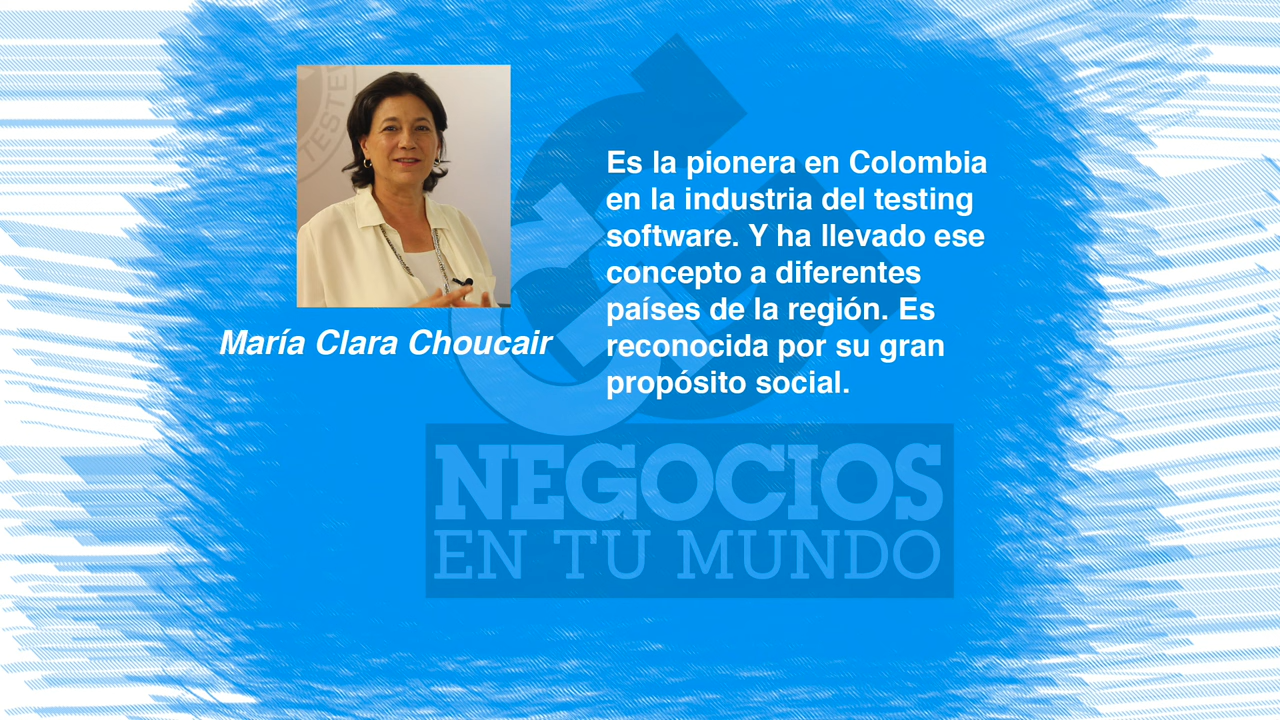 TESTE
María Clara Choucair
Es la pionera en Colombia
en la industria del testing
software. Y ha llevado ese
concepto a diferentes
países de la región. Es
reconocida por su gran
propósito social.
NEGOCIOS
EN TU MUNDO